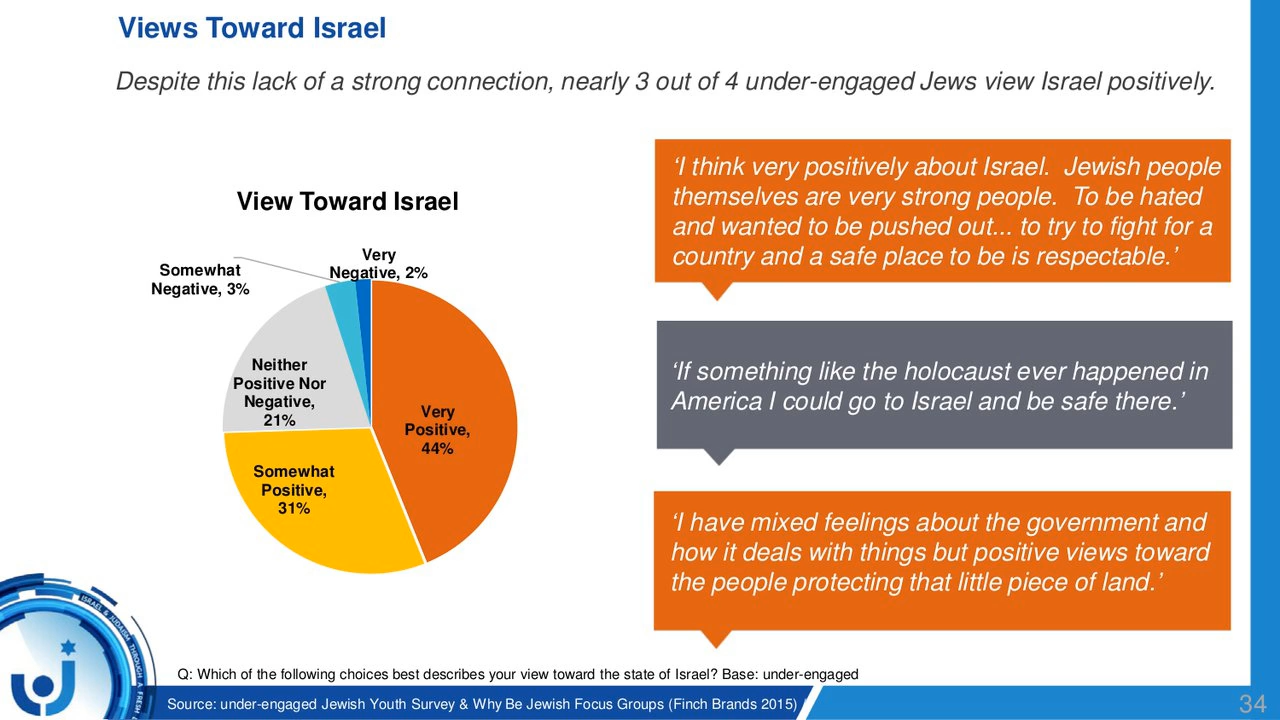 Views Toward Israel
Despite this lack of a strong connection, nearly 3 out of 4 under-engaged Jews view Israel positively.
View Toward Israel
Very
Negative, 2%
Somewhat
Negative, 3%
Neither
Positive Nor
Negative,
21%
Very
Positive,
44%
Somewhat
Positive,
31%
‘I think very positively about Israel.  Jewish people
themselves are very strong people.  To be hated
and wanted to be pushed out... to try to fight for a
country and a safe place to be is respectable.’
‘If something like the holocaust ever happened in
America I could go to Israel and be safe there.’
‘I have mixed feelings about the government and
how it deals with things but positive views toward
the people protecting that little piece of land.’
ISRAEL & JUDAISM THROUGH A FRESH
Q: Which of the following choices best describes your view toward the state of Israel? Base: under-engaged
Source: under-engaged Jewish Youth Survey & Why Be Jewish Focus Groups (Finch Brands 2015)
34